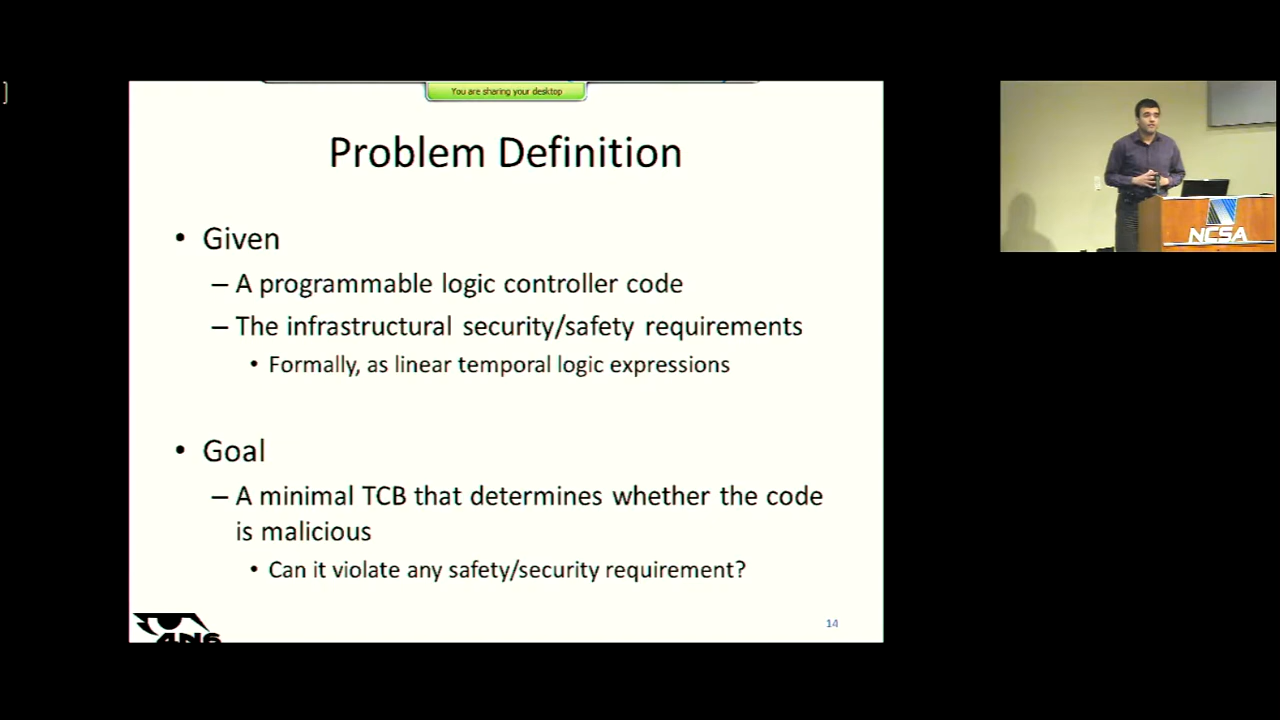 ]
You are sharing your desktop
Problem Definition
• Given
– A programmable logic controller code
– The infrastructural security/safety requirements
• Formally, as linear temporal logic expressions
• Goal
– A minimal TCB that determines whether the code
is malicious
• Can it violate any safety/security requirement?
14
NCSA